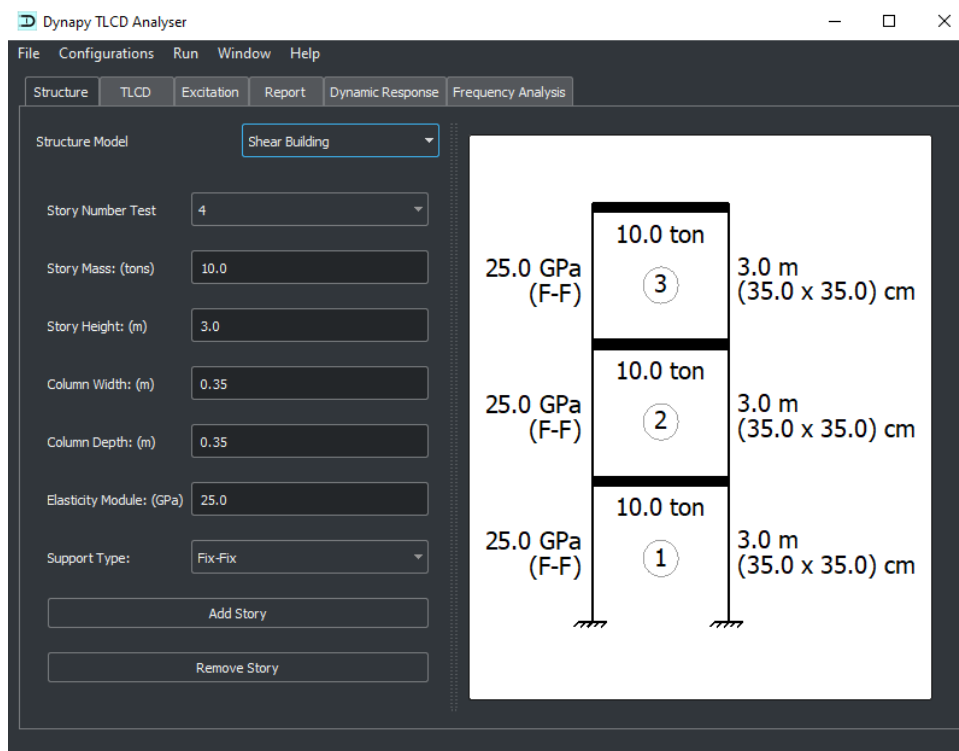 Dynapy TLCD Analyser
File Configurations Run Window Help
Structure TLCD Excitation Report Dynamic Response Frequency Analysis
Structure Model Shear Building
Story Number Test 4
Story Mass: (tons) 10.0
Story Height: (m) 3.0
Column Width: (m) 0.35
Column Depth: (m) 0.35
Elasticity Module: (GPa) 25.0
Support Type: Fix-Fix
Add Story
Remove Story
10.0 ton
25.0 GPa
(F-F)
3
3.0 m
(35.0 x 35.0) cm
10.0 ton
25.0 GPa
(F-F)
2
3.0 m
(35.0 x 35.0) cm
10.0 ton
25.0 GPa
(F-F)
1
3.0 m
(35.0 x 35.0) cm